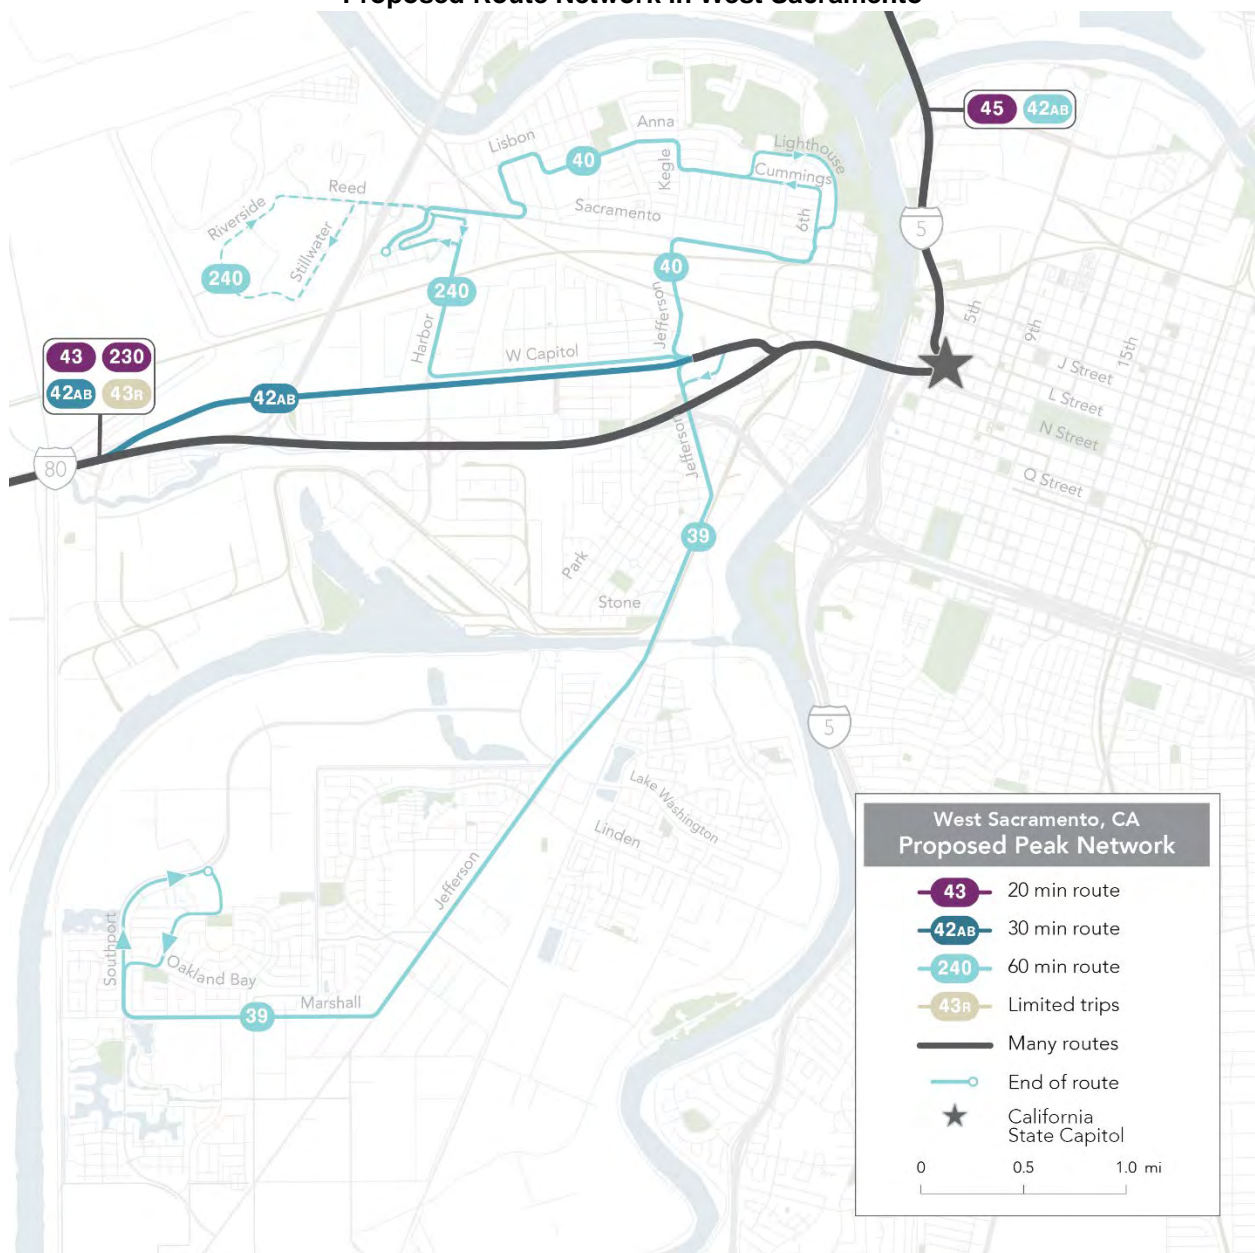 Proposed Route Network in West Sacramento
45 42AB
Lisbon
Anna
Kegle
Lighthouse
Cummings
40
Reed
Riverside
Stillwater
Sacramento
6th
5
240
240
40
Jefferson
Harbor
W Capitol
5th
9th
15th
J Street
L Street
N Street
Q Street
43 230
42AB 43R
42AB
80
Jefferson
39
Park
Stone
5
Lake Washington
Linden
Jefferson
Southport
Oakland Bay
Marshall
39
West Sacramento, CA
Proposed Peak Network
43 20 min route
42AB 30 min route
240 60 min route
43R Limited trips
Many routes
End of route
California
State Capitol
0 0.5 1.0 mi